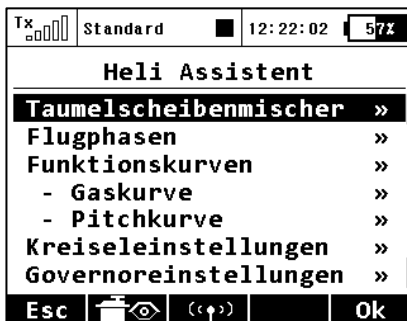 Tx Standard 12:22:02 57%
Heli Assistent
Taumelscheibenmischer »
Flugphasen »
Funktionskurven »
- Gaskurve »
- Pitchkurve »
Kreiseleinstellungen »
Governoreinstellungen »
Esc Ok